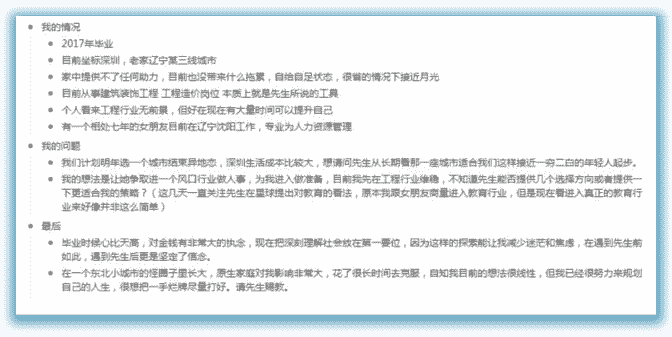 我的情况
2017年毕业
目前坐标深圳，老家辽宁某三线城市
家中提供不了任何助力，目前也没带来什么拖累，自给自足状态，很省的情况下接近月光
目前从事建筑装饰工程 工程造价岗位 本质上就是先生所说的工具
个人看来工程行业无前景，但好在现在有大量时间可以提升自己
有一个相处七年的女朋友目前在辽宁沈阳工作，专业为人力资源管理
我的问题
我们计划明年选一个城市结束异地恋，深圳生活成本比较大，想请问先生从长期看那一座城市适合我们这样接近一穷二白的年轻人起步。
我的想法是让她争取进一个风口行业做人事，为我进入做准备，目前我先在工程行业维稳，不知道先生能否提供几个选择方向或者提供一
下更适合我的策略？（这几天一直关注先生在星球提出对教育的看法，原本我跟女朋友商量进入教育行业，但是现在看进入真正的教育行
业来好像并非这么简单）
最后
毕业时候心比天高，对金钱有非常大的执念，现在把深刻理解社会放在第一要位，因为这样的探索能让我减少迷茫和焦虑，在遇到先生前
如此，遇到先生后更是坚定了信念。
在一个东北小城市的怪圈子里长大，原生家庭对我影响非常大，花了很长时间去克服，自知我目前的想法很线性，但我已经很努力来规划
自己的人生，很想把一手烂牌尽量打好。请先生赐教。